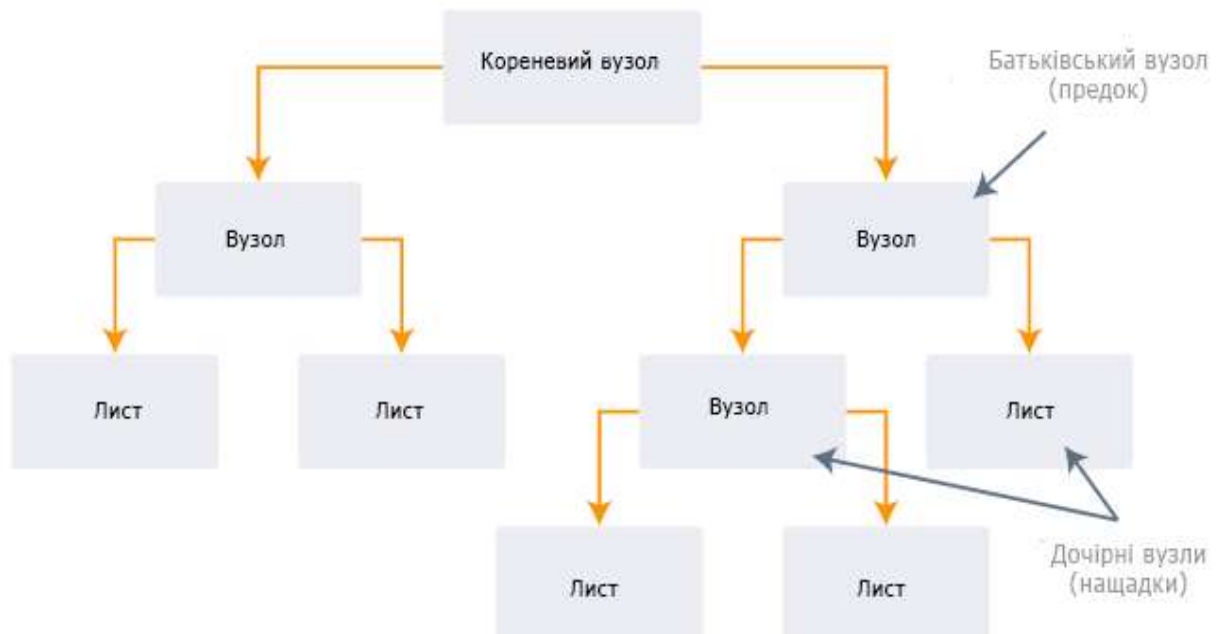 Кореневий вузол
Батьківський вузол
(предок)
Вузол
Вузол
Лист
Лист
Вузол
Лист
Лист
Лист
Дочірні вузли
(нащадки)